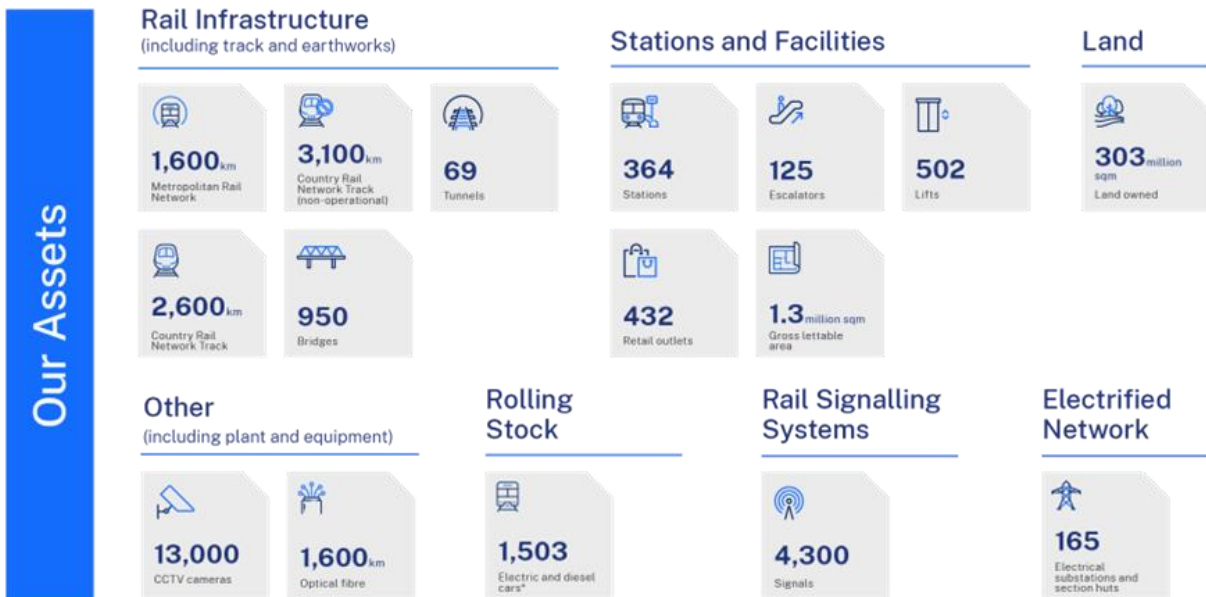 Our Assets
Rail Infrastructure
(including track and earthworks)
1,600km
Metropolitan Rail
Network
3,100km
Country Rail
Network Track
(non-operational)
69
Tunnels
2,600km
Country Rail
Network Track
950
Bridges
Stations and Facilities
364
Stations
125
Escalators
502
Lifts
432
Retail outlets
1.3 million sqm
Gross lettable
area
Land
303 million
sqm
Land owned
Other
(including plant and equipment)
13,000
CCTV cameras
1,600km
Optical fibre
Rolling
Stock
1,503
Electric and diesel
cars*
Rail Signalling
Systems
4,300
Signals
Electrified
Network
165
Electrical
substations and
section huts